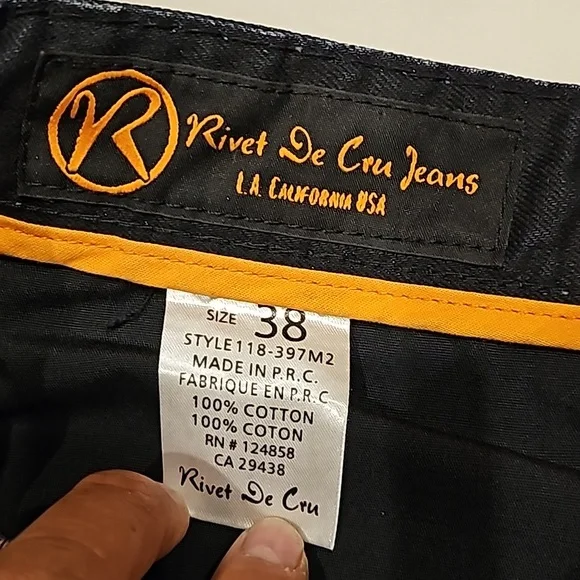 R
Rivet De Cru Jeans
L.A. CALIFORNIA USA
SIZE 38
STYLE 118-397M2
MADE IN P.R.C.
FABRIQUE EN P.R.C
100% COTTON
100% COTON
RN # 124858
CA 29438
Rivet De Cru